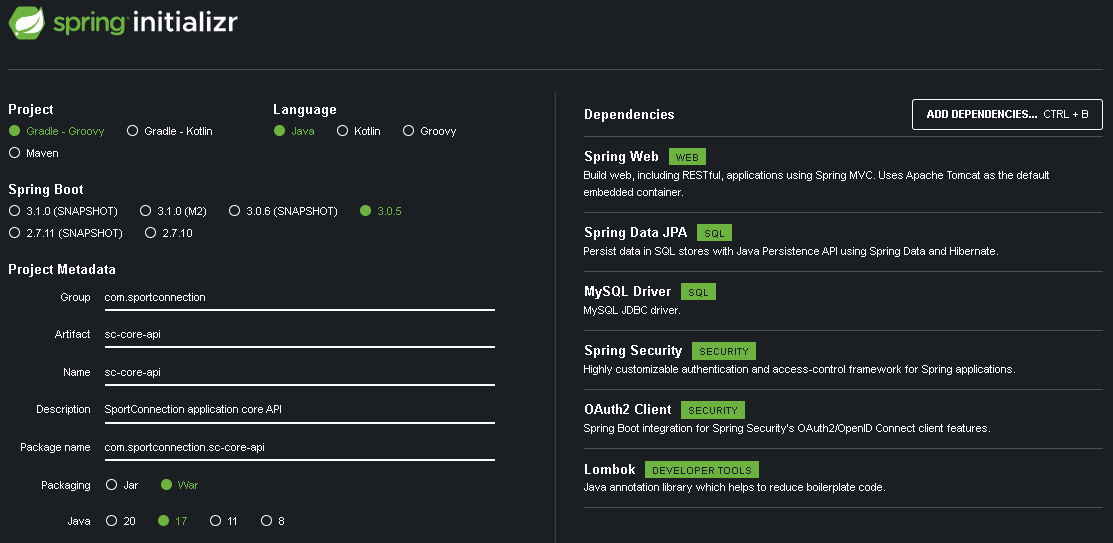 spring initializr
Project
Gradle - Groovy Gradle - Kotlin
Maven
Language
Java Kotlin Groovy
Spring Boot
3.1.0 (SNAPSHOT) 3.1.0 (M2) 3.0.6 (SNAPSHOT) 3.0.5
2.7.11 (SNAPSHOT) 2.7.10
Project Metadata
Group com.sportconnection
Artifact sc-core-api
Name sc-core-api
Description SportConnection application core API
Package name com.sportconnection.sc-core-api
Packaging Jar War
Java 20 17 11 8
Dependencies ADD DEPENDENCIES... CTRL + B
Spring Web WEB
Build web, including RESTful, applications using Spring MVC. Uses Apache Tomcat as the default
embedded container.
Spring Data JPA SQL
Persist data in SQL stores with Java Persistence API using Spring Data and Hibernate.
MySQL Driver SQL
MySQL JDBC driver.
Spring Security SECURITY
Highly customizable authentication and access-control framework for Spring applications.
OAuth2 Client SECURITY
Spring Boot integration for Spring Security's OAuth2/OpenID Connect client features.
Lombok DEVELOPER TOOLS
Java annotation library which helps to reduce boilerplate code.